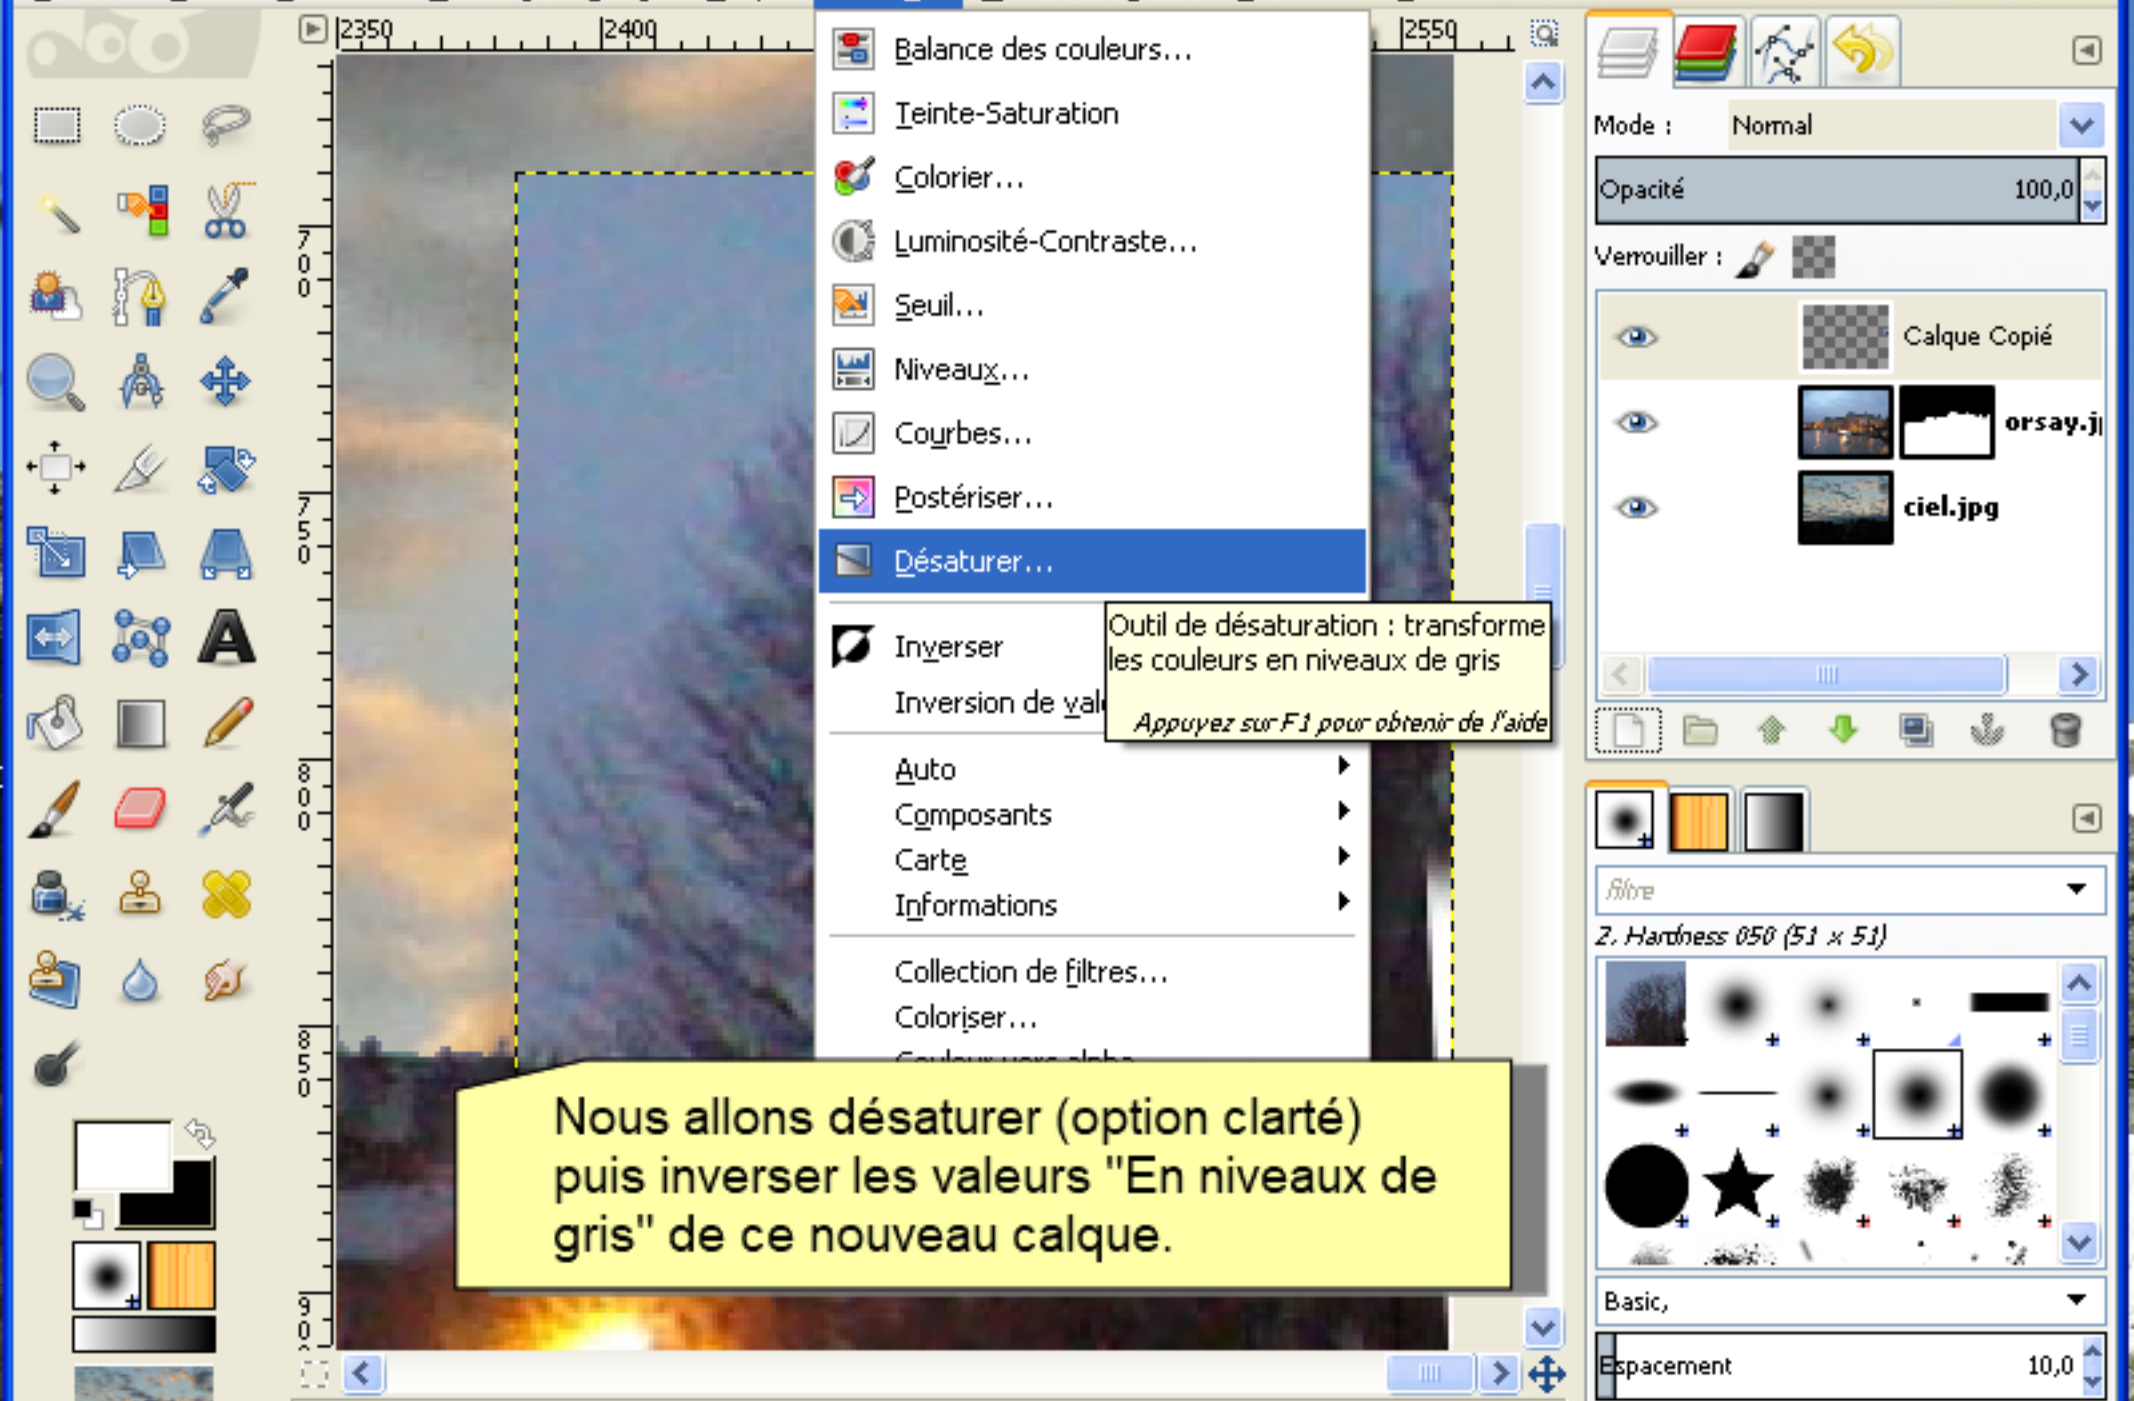 2350
2400
2550
700
750
800
850
Balance des couleurs...
Teinte-Saturation
Colorier...
Luminosité-Contraste...
Seuil...
Niveaux...
Courbes...
Postériser...
Désaturer...
Inverser
Inversion de val
Auto
Composants
Carte
Informations
Collection de filtres...
Coloriser...
Outil de désaturation : transforme
les couleurs en niveaux de gris
Appuyez sur F1 pour obtenir de l'aide
Nous allons désaturer (option clarté)
puis inverser les valeurs "En niveaux de
gris" de ce nouveau calque.
Mode : Normal
Opacité 100,0
Verrouiller :
Calque Copié
orsay.j
ciel.jpg
filtre
2. Hardness 050 (51 x 51)
Basic,
Espacement 10,0